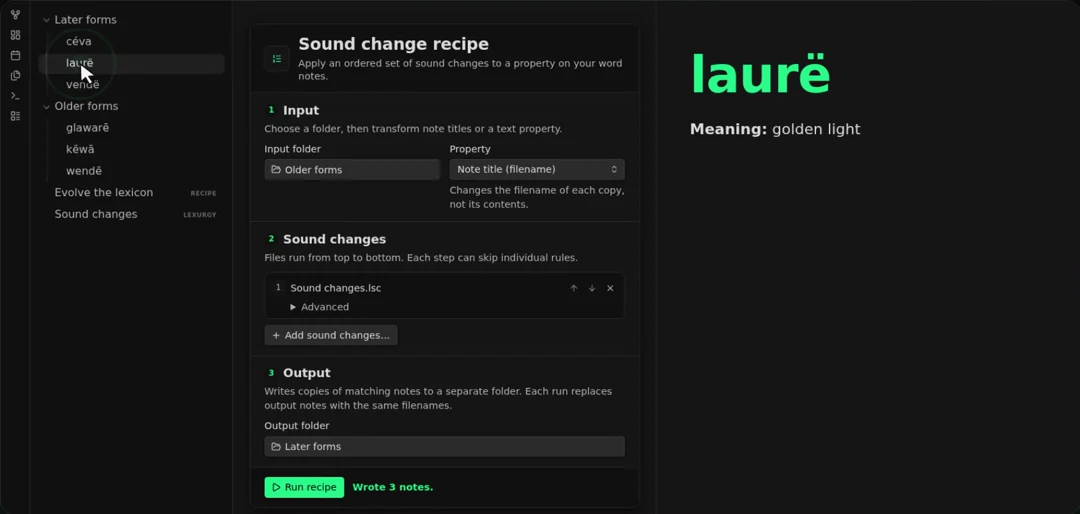 Later forms
céva
laurë
vendë
Older forms
glawarē
kēwā
wendē
Evolve the lexicon
RECIPE
Sound changes
LEXURGY
Sound change recipe
Apply an ordered set of sound changes to a property on your word
notes.
1 Input
Choose a folder, then transform note titles or a text property.
Input folder
Older forms
Property
Note title (filename)
Changes the filename of each copy,
not its contents.
2 Sound changes
Files run from top to bottom. Each step can skip individual rules.
1 Sound changes.lsc
Advanced
+ Add sound changes...
3 Output
Writes copies of matching notes to a separate folder. Each run replaces
output notes with the same filenames.
Output folder
Later forms
Run recipe
Wrote 3 notes.
laurë
Meaning: golden light